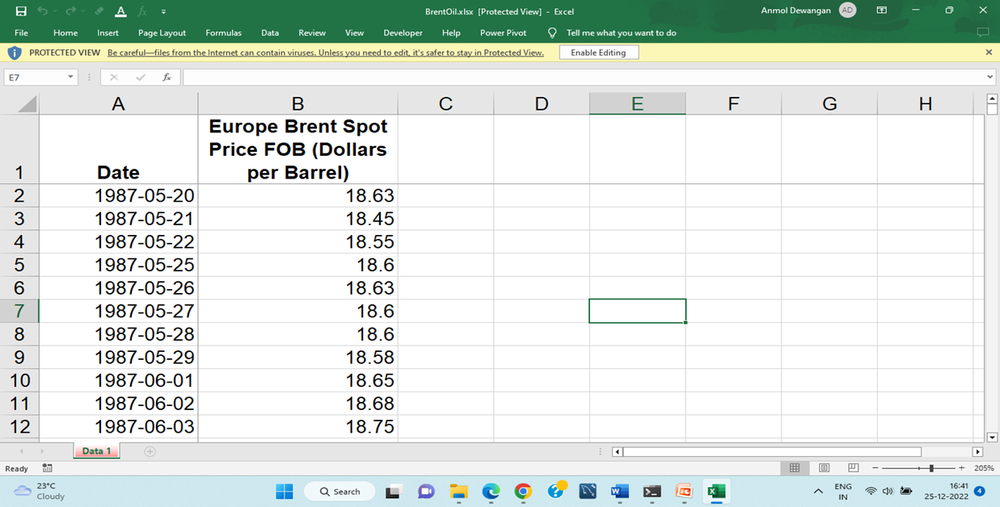 BrentOil.xlsx [Protected View] - Excel
Anmol Dewangan AD
File Home Insert Page Layout Formulas Data Review View Developer Help Power Pivot Tell me what you want to do
PROTECTED VIEW Be careful—files from the Internet can contain viruses. Unless you need to edit, it's safer to stay in Protected View. Enable Editing
E7 fx
A B C D E F G H
Europe Brent Spot
Price FOB (Dollars
1 Date per Barrel)
2 1987-05-20 18.63
3 1987-05-21 18.45
4 1987-05-22 18.55
5 1987-05-25 18.6
6 1987-05-26 18.63
7 1987-05-27 18.6
8 1987-05-28 18.6
9 1987-05-29 18.58
10 1987-06-01 18.65
11 1987-06-02 18.68
12 1987-06-03 18.75
Data 1
Ready 205%
23°C
Cloudy
Search
ENG
IN
16:41
25-12-2022
4